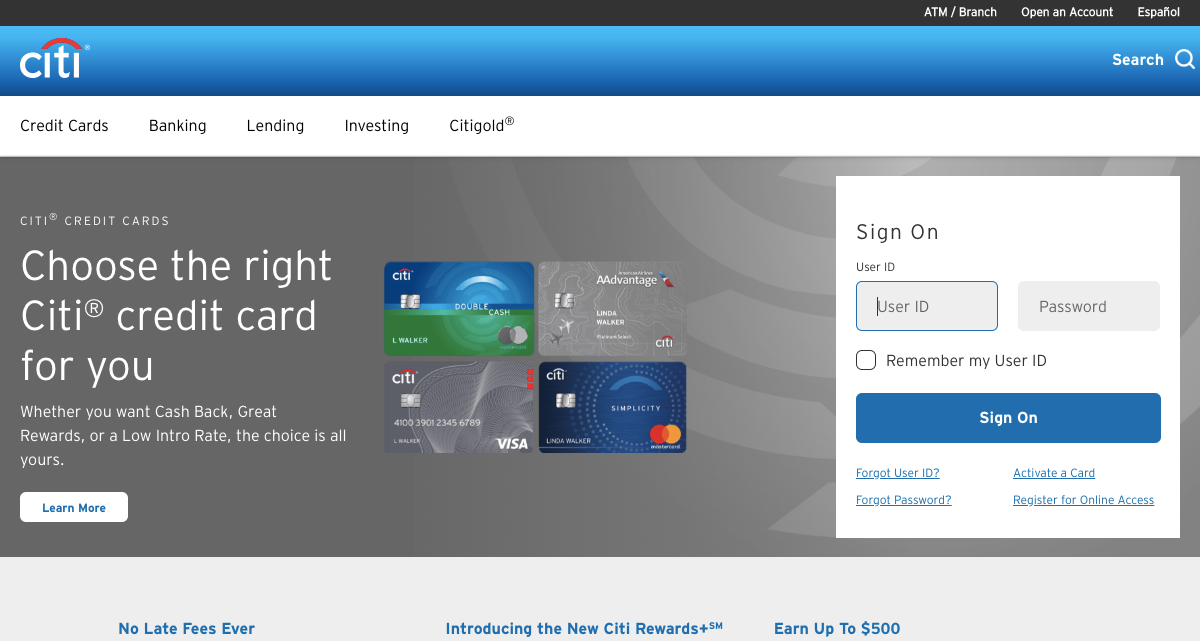 ATM / Branch Open an Account Español
citi®
Search
Credit Cards Banking Lending Investing Citigold®
CITI® CREDIT CARDS
Choose the right
Citi® credit card
for you
Whether you want Cash Back, Great
Rewards, or a Low Intro Rate, the choice is all
yours.
Learn More
citi
DOUBLE
CASH
L WALKER
American Airlines
AAdvantage
LINDA
WALKER
Platinum Select
citi
citi
4100 3901 2345 6789
L WALKER
VISA
citi
SIMPLICITY
LINDA WALKER
mastercard
Sign On
User ID
User ID Password
Remember my User ID
Sign On
Forgot User ID? Activate a Card
Forgot Password? Register for Online Access
No Late Fees Ever Introducing the New Citi Rewards+℠ Earn Up To $500